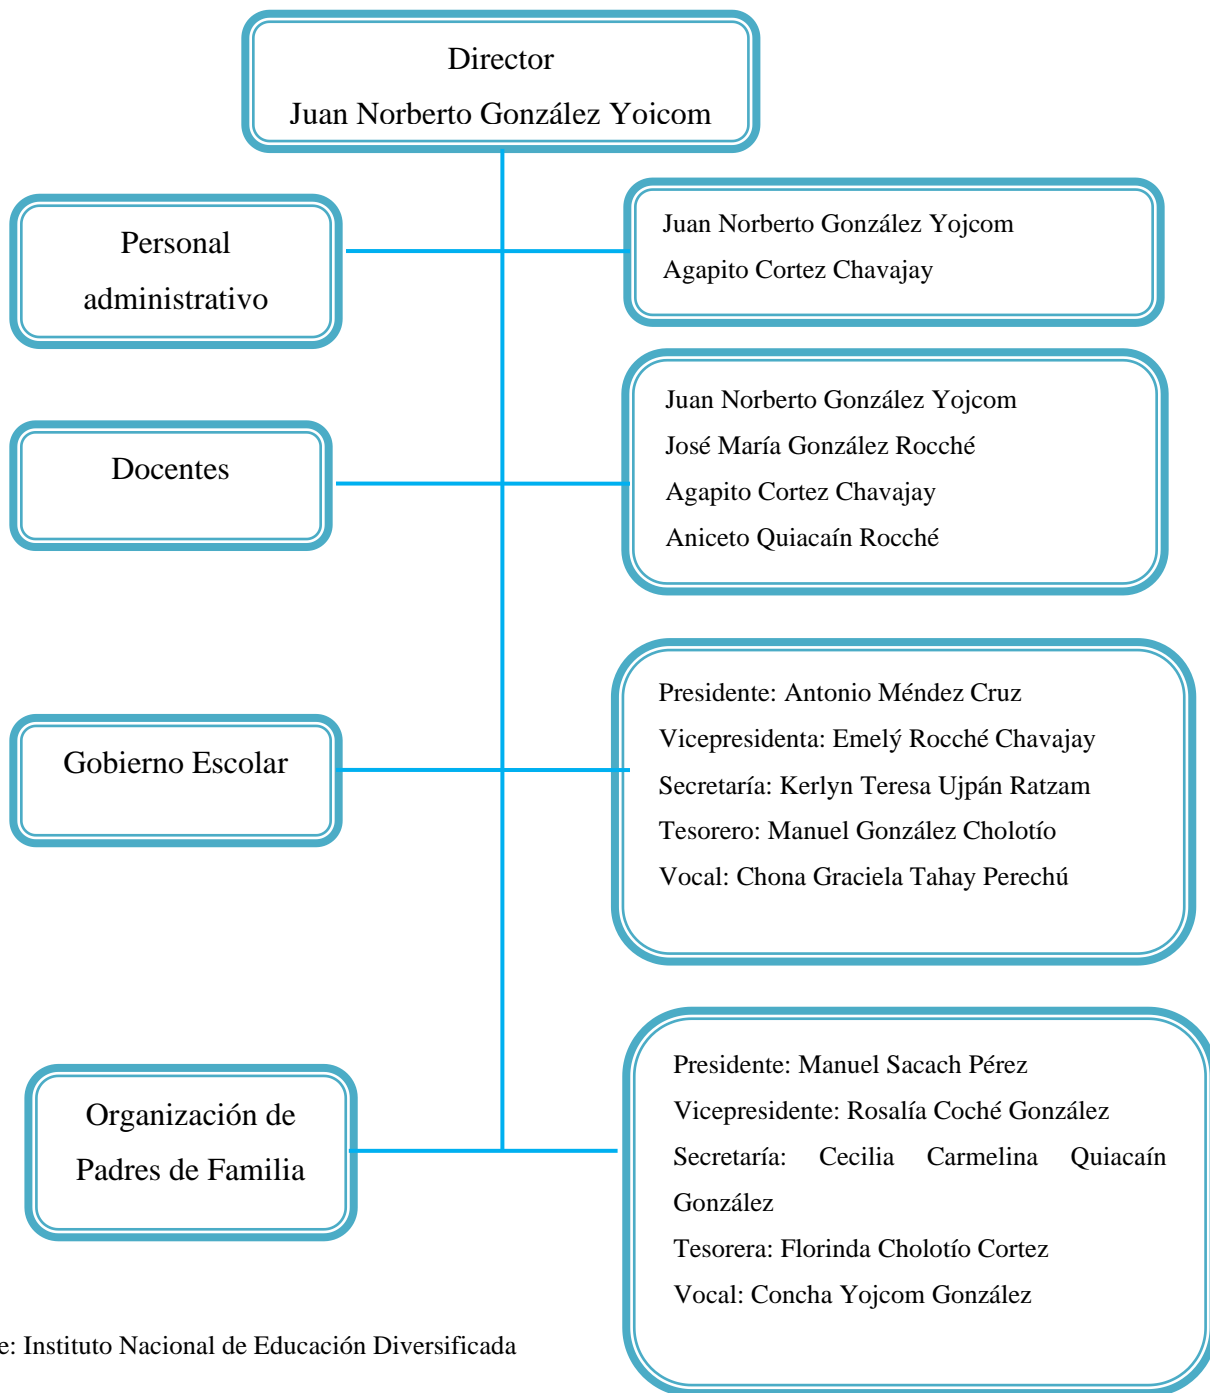 Director
Juan Norberto González Yojcom
Personal
administrativo
Juan Norberto González Yojcom
Agapito Cortez Chavajay
Docentes
Juan Norberto González Yojcom
José María González Rocché
Agapito Cortez Chavajay
Aniceto Quiacaín Rocché
Gobierno Escolar
Presidente: Antonio Méndez Cruz
Vicepresidenta: Emelý Rocché Chavajay
Secretaría: Kerlyn Teresa Ujpán Ratzam
Tesorero: Manuel González Cholotío
Vocal: Chona Graciela Tahay Perechú
Organización de
Padres de Familia
Presidente: Manuel Sacach Pérez
Vicepresidente: Rosalía Coché González
Secretaría: Cecilia Carmelina Quiacaín
González
Tesorera: Florinda Cholotío Cortez
Vocal: Concha Yojcom González
e: Instituto Nacional de Educación Diversificada